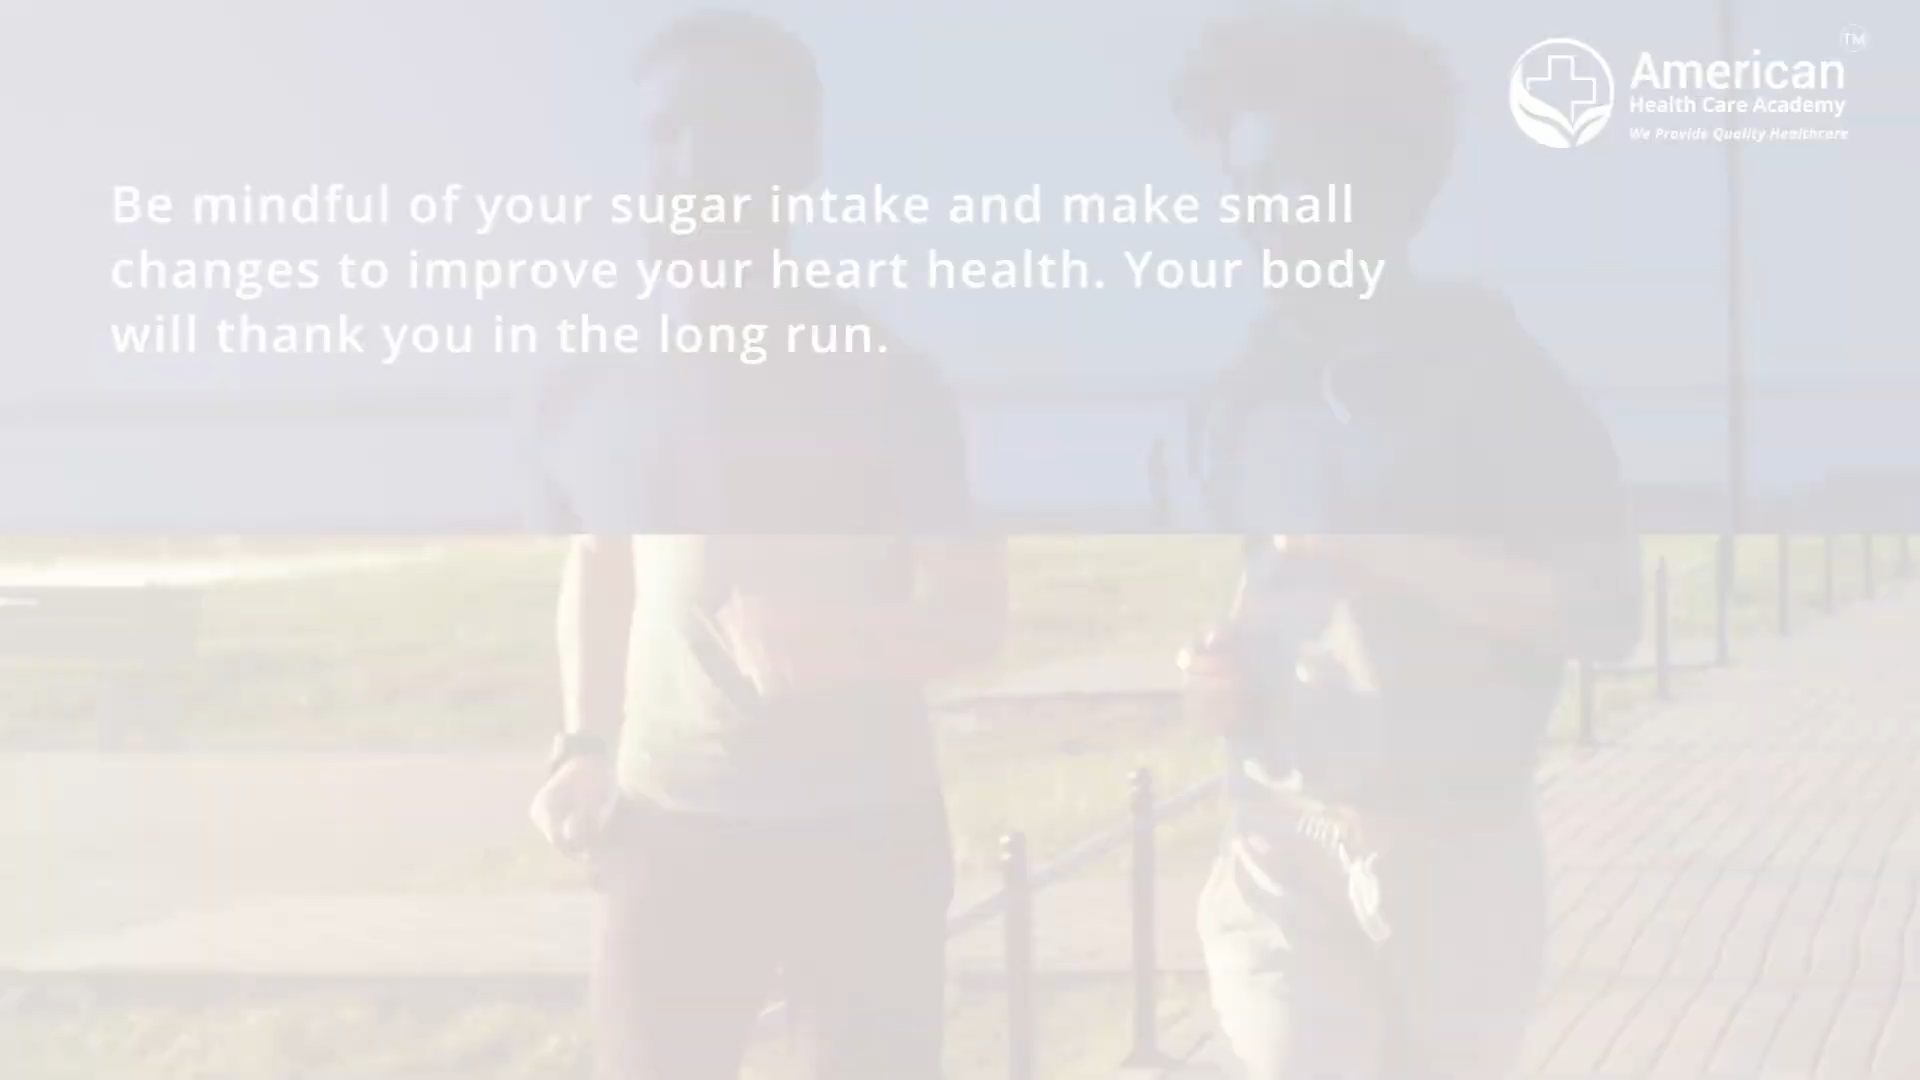 TM
American
Health Care Academy
We Provide Quality Healthcare
Be mindful of your sugar intake and make small
changes to improve your heart health. Your body
will thank you in the long run.